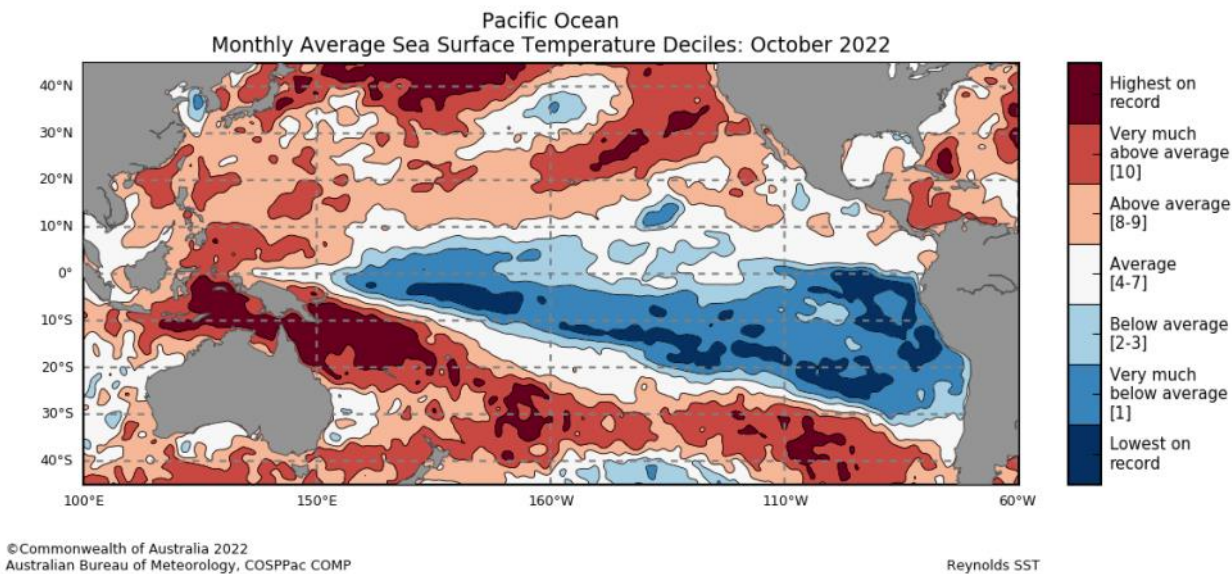 Pacific Ocean
Monthly Average Sea Surface Temperature Deciles: October 2022
40°N
30°N
20°N
10°N
0°
10°S
20°S
30°S
40°S
100°E
150°E
160°W
110°W
60°W
Highest on
record
Very much
above average
[10]
Above average
[8-9]
Average
[4-7]
Below average
[2-3]
Very much
below average
[1]
Lowest on
record
©Commonwealth of Australia 2022
Australian Bureau of Meteorology, COSPPac COMP
Reynolds SST